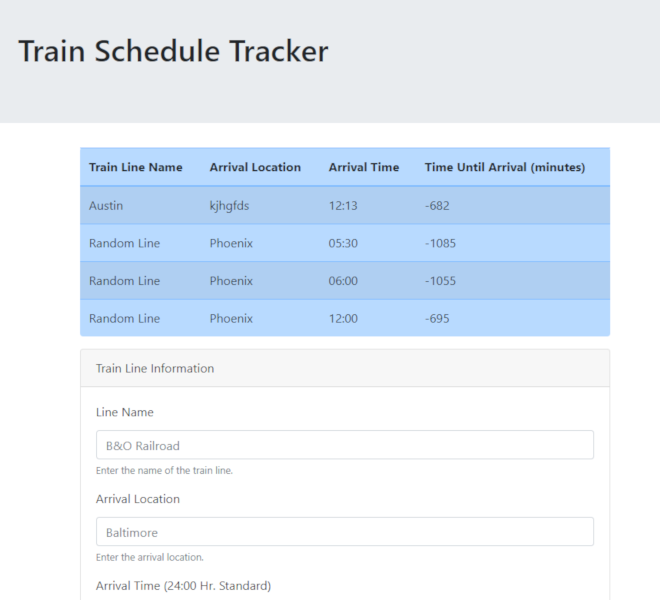 Train Schedule Tracker
Train Line Name Arrival Location Arrival Time Time Until Arrival (minutes)
Austin kjhgfds 12:13 -682
Random Line Phoenix 05:30 -1085
Random Line Phoenix 06:00 -1055
Random Line Phoenix 12:00 -695
Train Line Information
Line Name
B&O Railroad
Enter the name of the train line.
Arrival Location
Baltimore
Enter the arrival location.
Arrival Time (24:00 Hr. Standard)